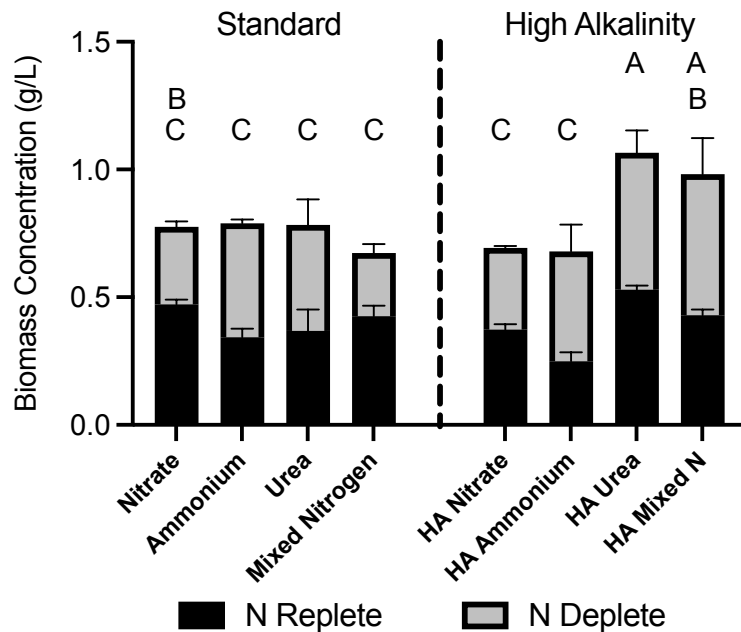 Standard
High Alkalinity
1.5
1.0
0.5
0.0
Biomass Concentration (g/L)
B
C
C
C
C
C
C
A
A
B
Nitrate
Ammonium
Urea
Mixed Nitrogen
HA Nitrate
HA Ammonium
HA Urea
HA Mixed N
N Replete
N Deplete